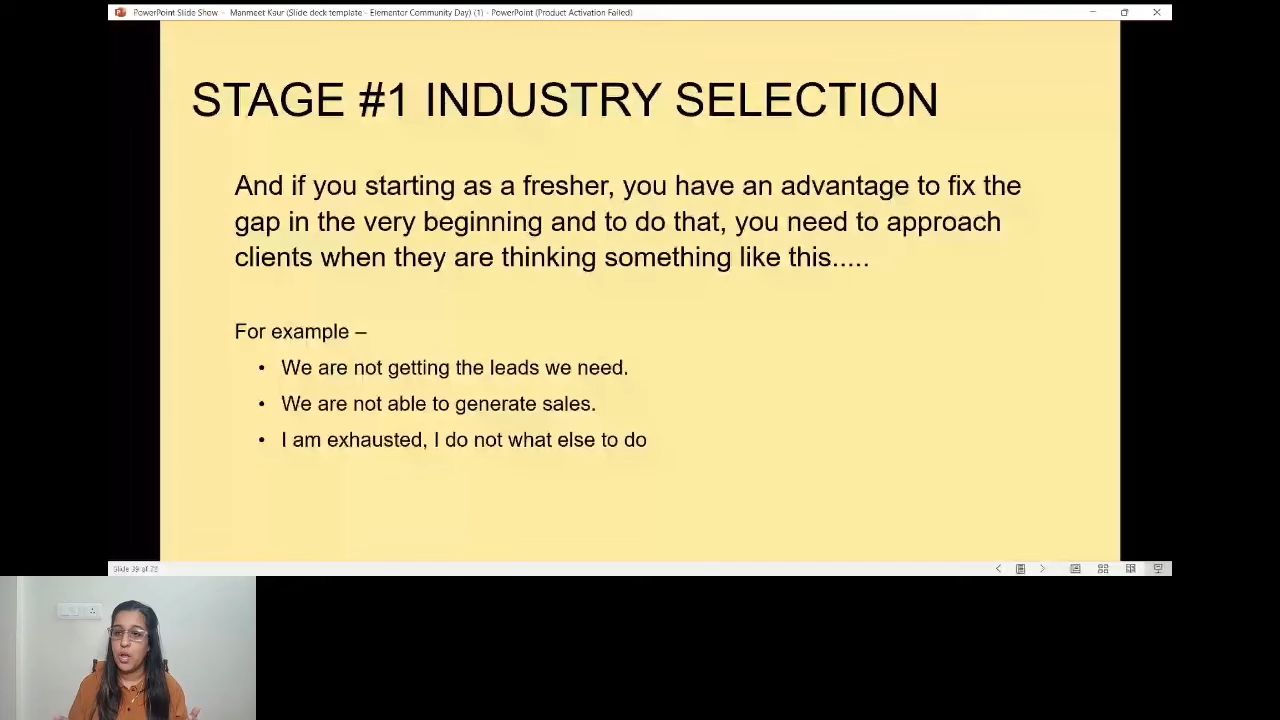 PowerPoint Slide Show - Manmeet Kaur (Slide deck template - Elementor Community Day) (1) - PowerPoint (Product Activation Failed)
STAGE #1 INDUSTRY SELECTION
And if you starting as a fresher, you have an advantage to fix the
gap in the very beginning and to do that, you need to approach
clients when they are thinking something like this.....
For example –
• We are not getting the leads we need.
• We are not able to generate sales.
• I am exhausted, I do not what else to do
Slide 39 of